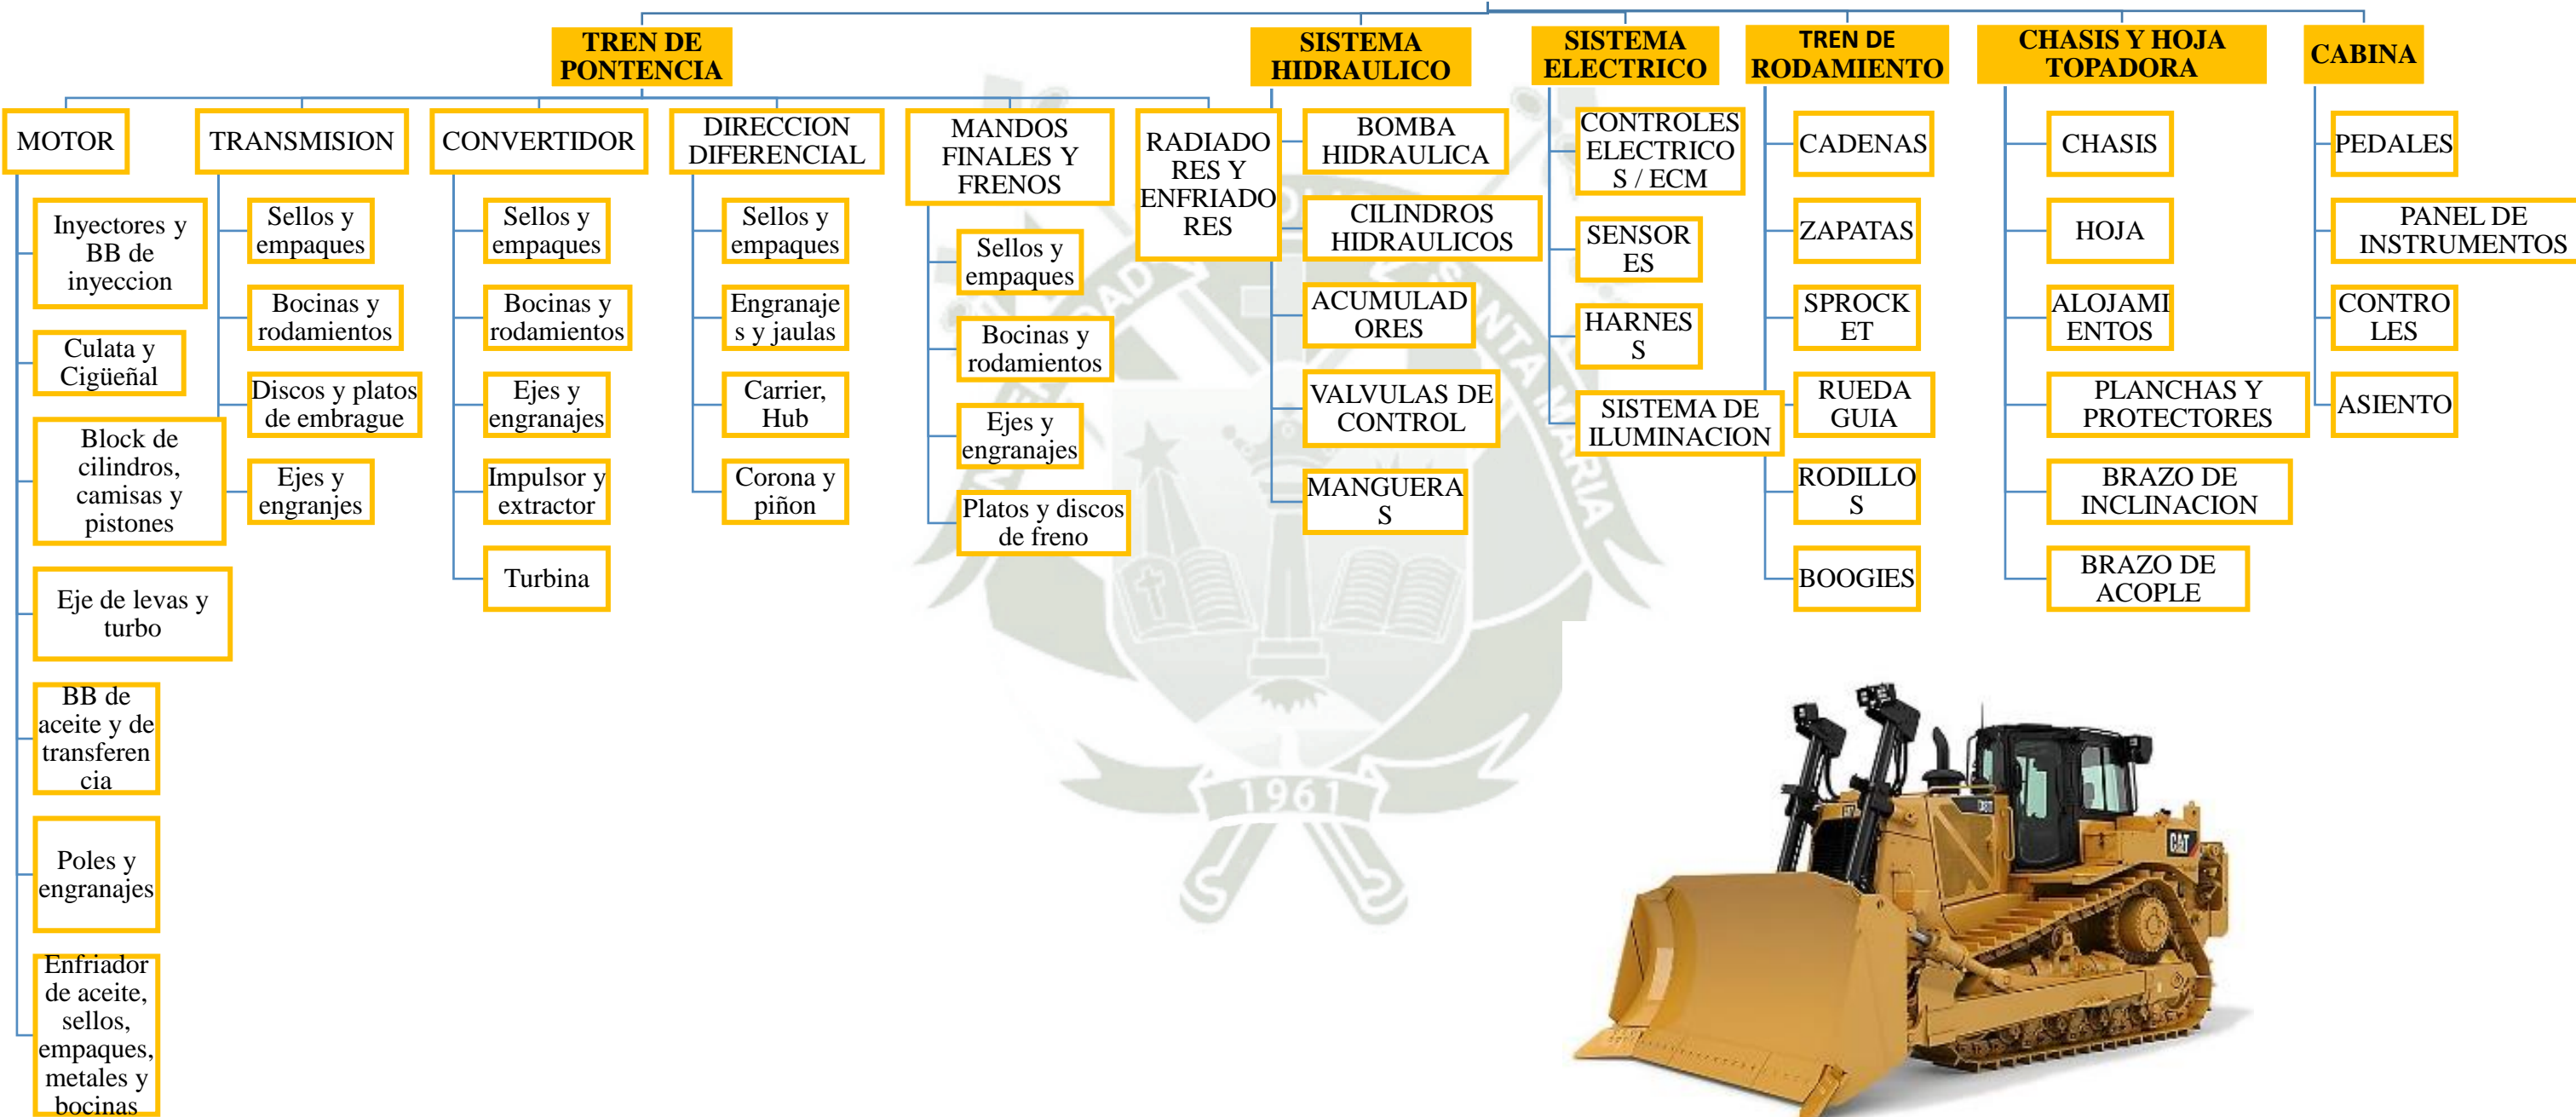 TREN DE
PONTENCIA
SISTEMA
HIDRAULICO
SISTEMA
ELECTRICO
TREN DE
RODAMIENTO
CHASIS Y HOJA
TOPADORA
CABINA
MOTOR
Inyectores y
BB de
inyeccion
Culata y
Cigüeñal
Block de
cilindros,
camisas y
pistones
Eje de levas y
turbo
BB de
aceite y de
transferen
cia
Poles y
engranajes
Enfriador
de aceite,
sellos,
empaques,
metales y
bocinas
TRANSMISION
Sellos y
empaques
Bocinas y
rodamientos
Discos y platos
de embrague
Ejes y
engranjes
CONVERTIDOR
Sellos y
empaques
Bocinas y
rodamientos
Ejes y
engranajes
Impulsor y
extractor
Turbina
DIRECCION
DIFERENCIAL
Sellos y
empaques
Engranaje
s y jaulas
Carrier,
Hub
Corona y
piñon
MANDOS
FINALES Y
FRENOS
Sellos y
empaques
Bocinas y
rodamientos
Ejes y
engranajes
Platos y discos
de freno
RADIADO
RES Y
ENFRIADO
RES
BOMBA
HIDRAULICA
CILINDROS
HIDRAULICOS
ACUMULAD
ORES
VALVULAS DE
CONTROL
MANGUERA
S
CONTROLES
ELECTRICO
S / ECM
SENSOR
ES
HARNES
S
SISTEMA DE
ILUMINACION
CADENAS
ZAPATAS
SPROCK
ET
RUEDA
GUIA
RODILLO
S
BOOGIES
CHASIS
HOJA
ALOJAMI
ENTOS
PLANCHAS Y
PROTECTORES
BRAZO DE
INCLINACION
BRAZO DE
ACOPLE
PEDALES
PANEL DE
INSTRUMENTOS
CONTRO
LES
ASIENTO
1961
CAT